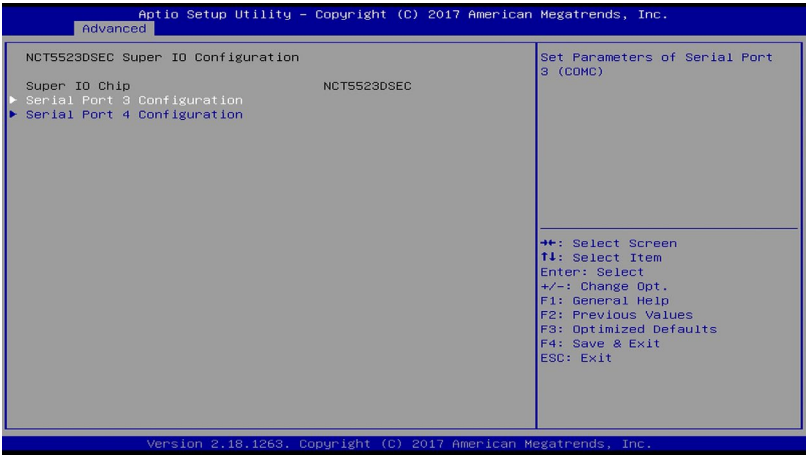 Aptio Setup Utility – Copyright (C) 2017 American Megatrends, Inc.
Advanced
NCT5523DSEC Super IO Configuration
Super IO Chip NCT5523DSEC
► Serial Port 3 Configuration
► Serial Port 4 Configuration
Set Parameters of Serial Port
3 (COMC)
→←: Select Screen
↑↓: Select Item
Enter: Select
+/-: Change Opt.
F1: General Help
F2: Previous Values
F3: Optimized Defaults
F4: Save & Exit
ESC: Exit
Version 2.18.1263. Copyright (C) 2017 American Megatrends, Inc.